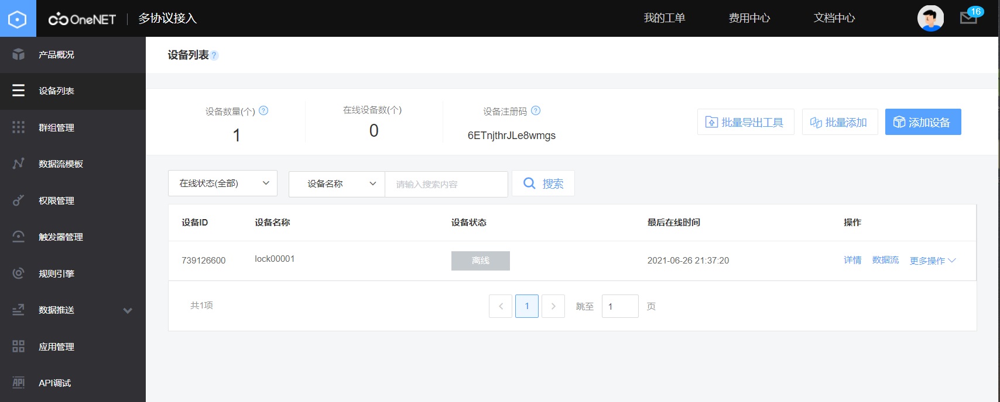 OneNET 多协议接入 我的工单 费用中心 文档中心 16
产品概况
设备列表
群组管理
数据流模板
权限管理
触发器管理
规则引擎
数据推送
应用管理
API调试
设备列表?
设备数量(个)? 在线设备数(个) 设备注册码?
1 0 6ETnjthrJLe8wmgs
批量导出工具 批量添加 添加设备
在线状态(全部) 设备名称 请输入搜索内容 搜索
设备ID 设备名称 设备状态 最后在线时间 操作
739126600 lock00001 离线 2021-06-26 21:37:20 详情 数据流 更多操作
共1项 < 1 > 跳至 1 页